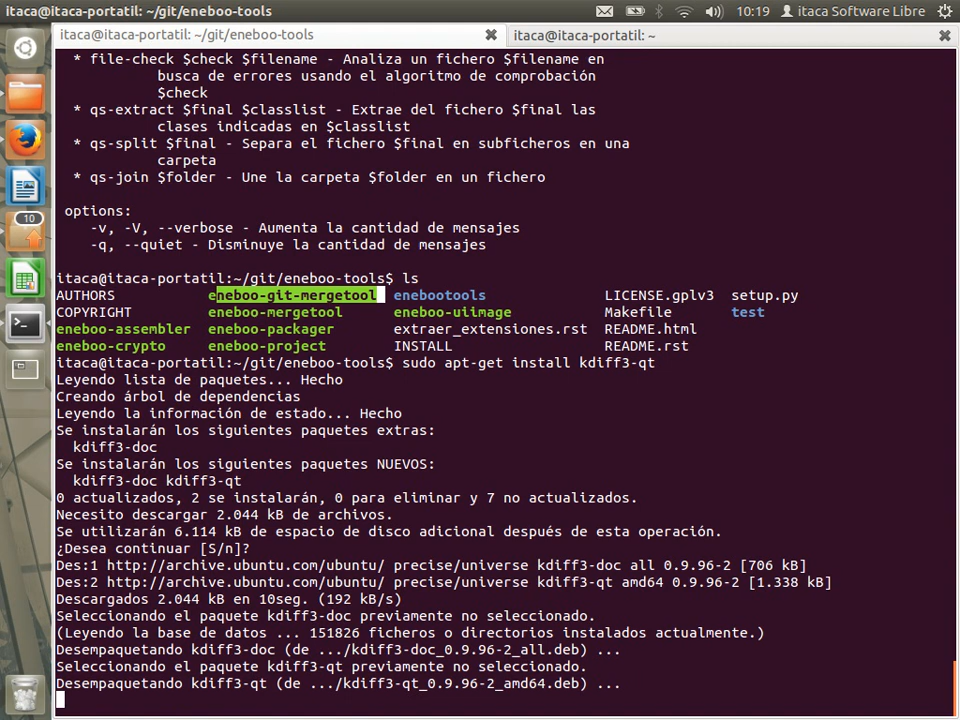 itaca@itaca-portatil: ~/git/eneboo-tools
10:19
itaca Software Libre
itaca@itaca-portatil: ~/git/eneboo-tools
itaca@itaca-portatil: ~
* file-check $check $filename - Analiza un fichero $filename en
busca de errores usando el algoritmo de comprobación
$check
* qs-extract $final $classlist - Extrae del fichero $final las
clases indicadas en $classlist
* qs-split $final - Separa el fichero $final en subficheros en una
carpeta
* qs-join $folder - Une la carpeta $folder en un fichero
options:
-v, -V, --verbose - Aumenta la cantidad de mensajes
-q, --quiet - Disminuye la cantidad de mensajes
itaca@itaca-portatil:~/git/eneboo-tools$ ls
AUTHORS eneboo-git-mergetool enebootools LICENSE.gplv3 setup.py
COPYRIGHT eneboo-mergetool eneboo-uiimage Makefile test
eneboo-assembler eneboo-packager extraer_extensiones.rst README.html
eneboo-crypto eneboo-project INSTALL README.rst
itaca@itaca-portatil:~/git/eneboo-tools$ sudo apt-get install kdiff3-qt
Leyendo lista de paquetes... Hecho
Creando árbol de dependencias
Leyendo la información de estado... Hecho
Se instalarán los siguientes paquetes extras:
kdiff3-doc
Se instalarán los siguientes paquetes NUEVOS:
kdiff3-doc kdiff3-qt
0 actualizados, 2 se instalarán, 0 para eliminar y 7 no actualizados.
Necesito descargar 2.044 kB de archivos.
Se utilizarán 6.114 kB de espacio de disco adicional después de esta operación.
¿Desea continuar [S/n]?
Des:1 http://archive.ubuntu.com/ubuntu/ precise/universe kdiff3-doc all 0.9.96-2 [706 kB]
Des:2 http://archive.ubuntu.com/ubuntu/ precise/universe kdiff3-qt amd64 0.9.96-2 [1.338 kB]
Descargados 2.044 kB en 10seg. (192 kB/s)
Seleccionando el paquete kdiff3-doc previamente no seleccionado.
(Leyendo la base de datos ... 151826 ficheros o directorios instalados actualmente.)
Desempaquetando kdiff3-doc (de .../kdiff3-doc_0.9.96-2_all.deb) ...
Seleccionando el paquete kdiff3-qt previamente no seleccionado.
Desempaquetando kdiff3-qt (de .../kdiff3-qt_0.9.96-2_amd64.deb) ...
10